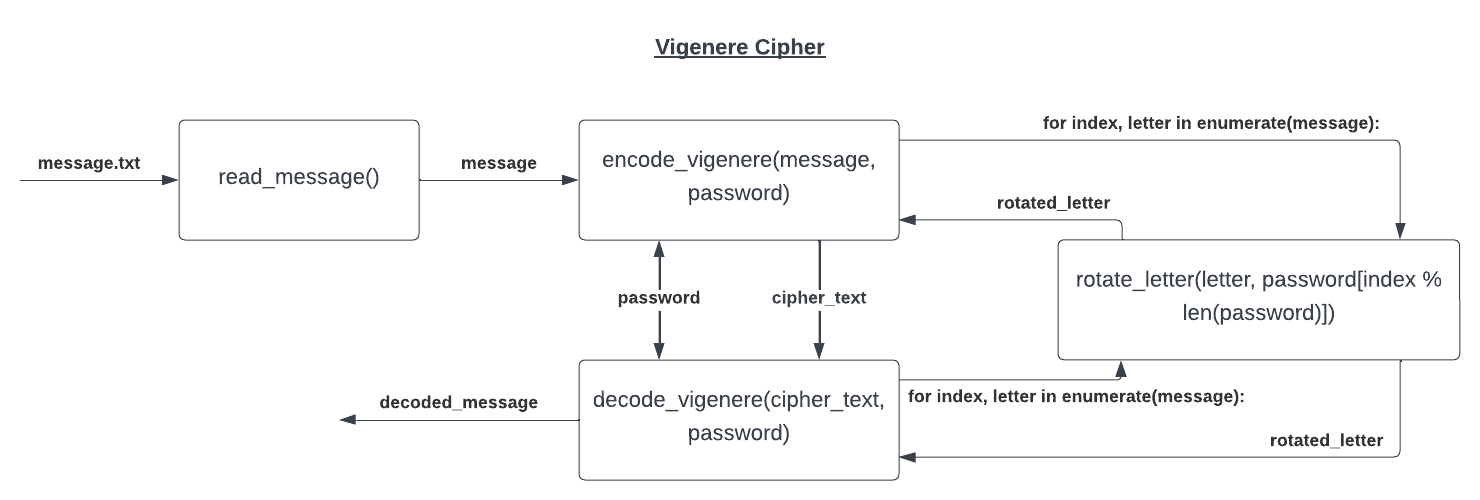 Vigenere Cipher
for index, letter in enumerate(message):
message.txt
read_message()
message
encode_vigenere(message,
password)
rotated_letter
rotate_letter(letter, password[index %
len(password)])
password
cipher_text
decode_vigenere(cipher_text,
password)
for index, letter in enumerate(message):
decoded_message
rotated_letter